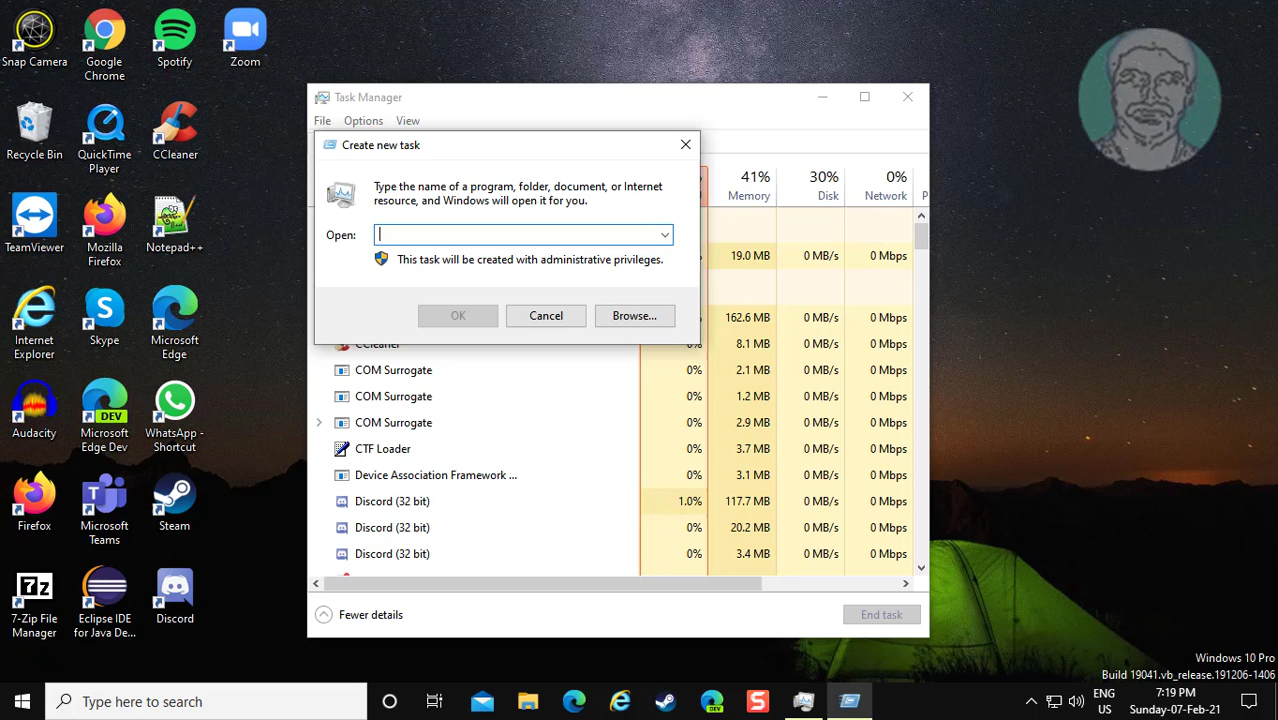 Snap Camera
Google
Chrome
Spotify
Zoom
Recycle Bin
QuickTime
Player
CCleaner
TeamViewer
Mozilla
Firefox
Notepad++
Internet
Explorer
Skype
Microsoft
Edge
Audacity
DEV
Microsoft
Edge Dev
WhatsApp -
Shortcut
Firefox
Microsoft
Teams
Steam
7z
7-Zip File
Manager
Eclipse IDE
for Java De...
Discord
Task Manager
File Options View
Create new task
Type the name of a program, folder, document, or Internet
resource, and Windows will open it for you.
Open:
This task will be created with administrative privileges.
OK Cancel Browse...
41% 30% 0%
Memory Disk Network P
19.0 MB 0 MB/s 0 Mbps
162.6 MB 0 MB/s 0 Mbps
CCleaner 0% 8.1 MB 0 MB/s 0 Mbps
COM Surrogate 0% 2.1 MB 0 MB/s 0 Mbps
COM Surrogate 0% 1.2 MB 0 MB/s 0 Mbps
COM Surrogate 0% 2.9 MB 0 MB/s 0 Mbps
CTF Loader 0% 3.7 MB 0 MB/s 0 Mbps
Device Association Framework ... 0% 3.1 MB 0 MB/s 0 Mbps
Discord (32 bit) 1.0% 117.7 MB 0 MB/s 0 Mbps
Discord (32 bit) 0% 20.2 MB 0 MB/s 0 Mbps
Discord (32 bit) 0% 3.4 MB 0 MB/s 0 Mbps
Fewer details End task
Windows 10 Pro
Build 19041.vb_release.191206-1406
Type here to search
DEV
S
ENG
US
7:19 PM
Sunday-07-Feb-21